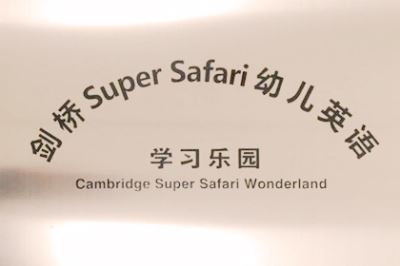 剑桥 Super Safari 幼儿英语
学习乐园
Cambridge Super Safari Wonderland